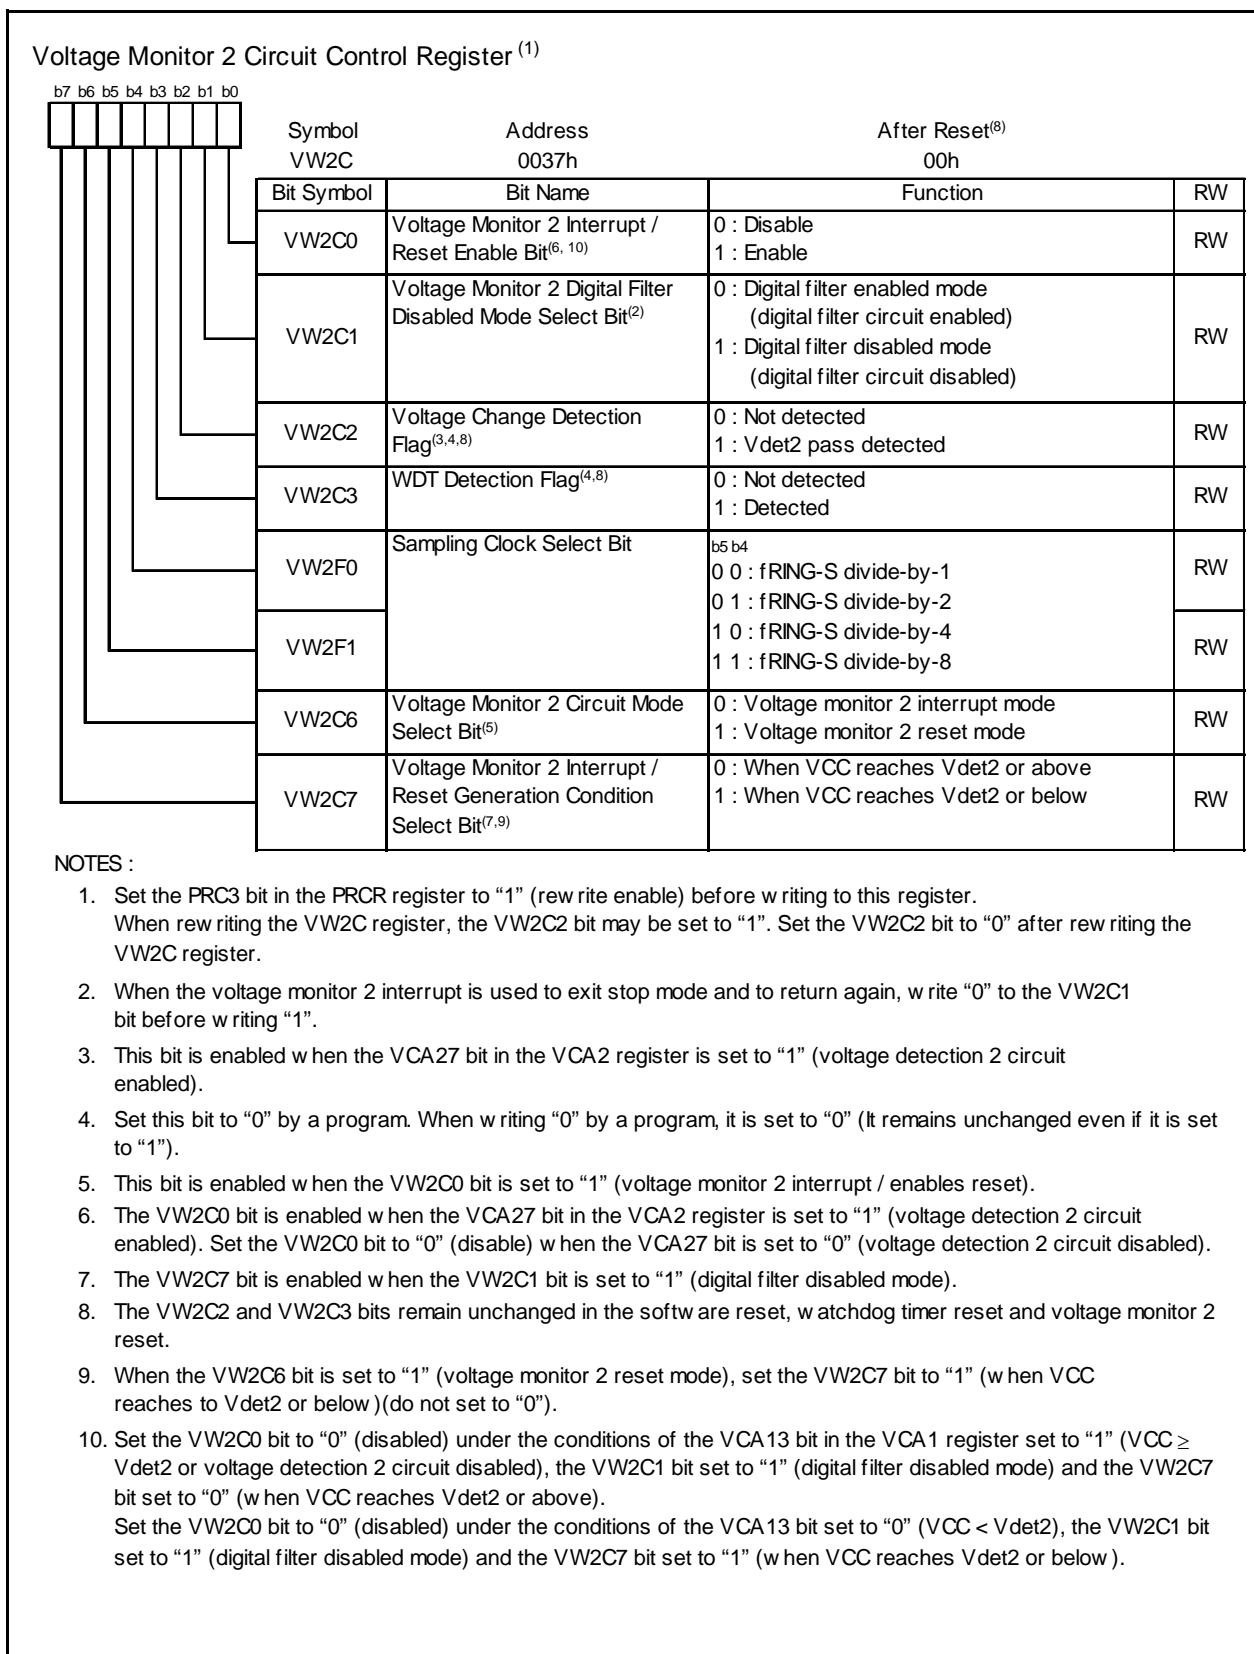 Voltage Monitor 2 Circuit Control Register (1)
b7 b6 b5 b4 b3 b2 b1 b0
Symbol Address After Reset(8)
VW2C 0037h 00h
Bit Symbol Bit Name Function RW
VW2C0 Voltage Monitor 2 Interrupt / Reset Enable Bit(6, 10) 0 : Disable RW
1 : Enable
VW2C1 Voltage Monitor 2 Digital Filter Disabled Mode Select Bit(2) 0 : Digital filter enabled mode RW
(digital filter circuit enabled)
1 : Digital filter disabled mode
(digital filter circuit disabled)
VW2C2 Voltage Change Detection Flag(3,4,8) 0 : Not detected RW
1 : Vdet2 pass detected
VW2C3 WDT Detection Flag(4,8) 0 : Not detected RW
1 : Detected
VW2F0 Sampling Clock Select Bit b5 b4 RW
0 0 : fRING-S divide-by-1
0 1 : fRING-S divide-by-2
VW2F1 1 0 : fRING-S divide-by-4 RW
1 1 : fRING-S divide-by-8
VW2C6 Voltage Monitor 2 Circuit Mode Select Bit(5) 0 : Voltage monitor 2 interrupt mode RW
1 : Voltage monitor 2 reset mode
VW2C7 Voltage Monitor 2 Interrupt / Reset Generation Condition Select Bit(7,9) 0 : When VCC reaches Vdet2 or above RW
1 : When VCC reaches Vdet2 or below
NOTES :
1. Set the PRC3 bit in the PRCR register to “1” (rewrite enable) before writing to this register.
When rewriting the VW2C register, the VW2C2 bit may be set to “1”. Set the VW2C2 bit to “0” after rewriting the
VW2C register.
2. When the voltage monitor 2 interrupt is used to exit stop mode and to return again, write “0” to the VW2C1
bit before writing “1”.
3. This bit is enabled when the VCA27 bit in the VCA2 register is set to “1” (voltage detection 2 circuit
enabled).
4. Set this bit to “0” by a program. When writing “0” by a program, it is set to “0” (It remains unchanged even if it is set
to “1”).
5. This bit is enabled when the VW2C0 bit is set to “1” (voltage monitor 2 interrupt / enables reset).
6. The VW2C0 bit is enabled when the VCA27 bit in the VCA2 register is set to “1” (voltage detection 2 circuit
enabled). Set the VW2C0 bit to “0” (disable) when the VCA27 bit is set to “0” (voltage detection 2 circuit disabled).
7. The VW2C7 bit is enabled when the VW2C1 bit is set to “1” (digital filter disabled mode).
8. The VW2C2 and VW2C3 bits remain unchanged in the software reset, watchdog timer reset and voltage monitor 2
reset.
9. When the VW2C6 bit is set to “1” (voltage monitor 2 reset mode), set the VW2C7 bit to “1” (when VCC
reaches to Vdet2 or below)(do not set to “0”).
10. Set the VW2C0 bit to “0” (disabled) under the conditions of the VCA13 bit in the VCA1 register set to “1” (VCC ≥
Vdet2 or voltage detection 2 circuit disabled), the VW2C1 bit set to “1” (digital filter disabled mode) and the VW2C7
bit set to “0” (when VCC reaches Vdet2 or above).
Set the VW2C0 bit to “0” (disabled) under the conditions of the VCA13 bit set to “0” (VCC < Vdet2), the VW2C1 bit
set to “1” (digital filter disabled mode) and the VW2C7 bit set to “1” (when VCC reaches Vdet2 or below).